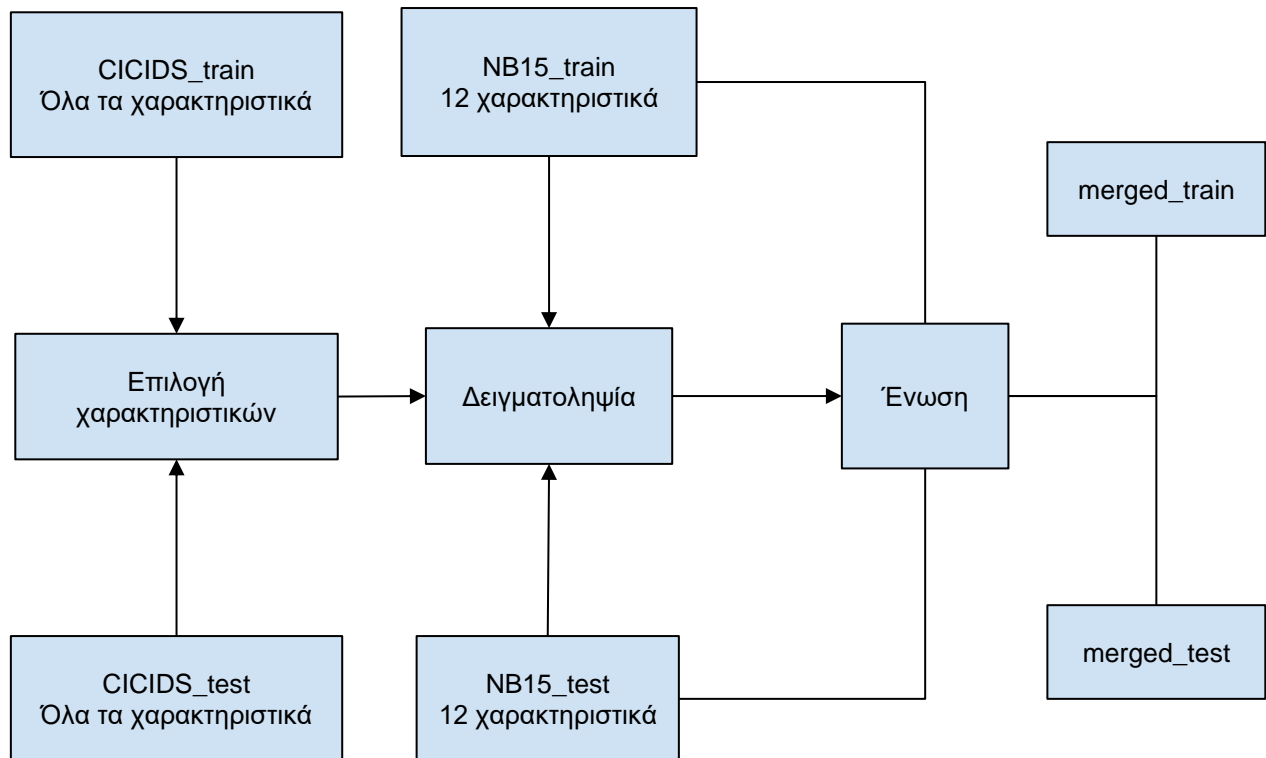 CICIDS_train
Όλα τα χαρακτηριστικά
NB15_train
12 χαρακτηριστικά
merged_train
Επιλογή
χαρακτηριστικών
Δειγματοληψία
Ένωση
CICIDS_test
Όλα τα χαρακτηριστικά
NB15_test
12 χαρακτηριστικά
merged_test